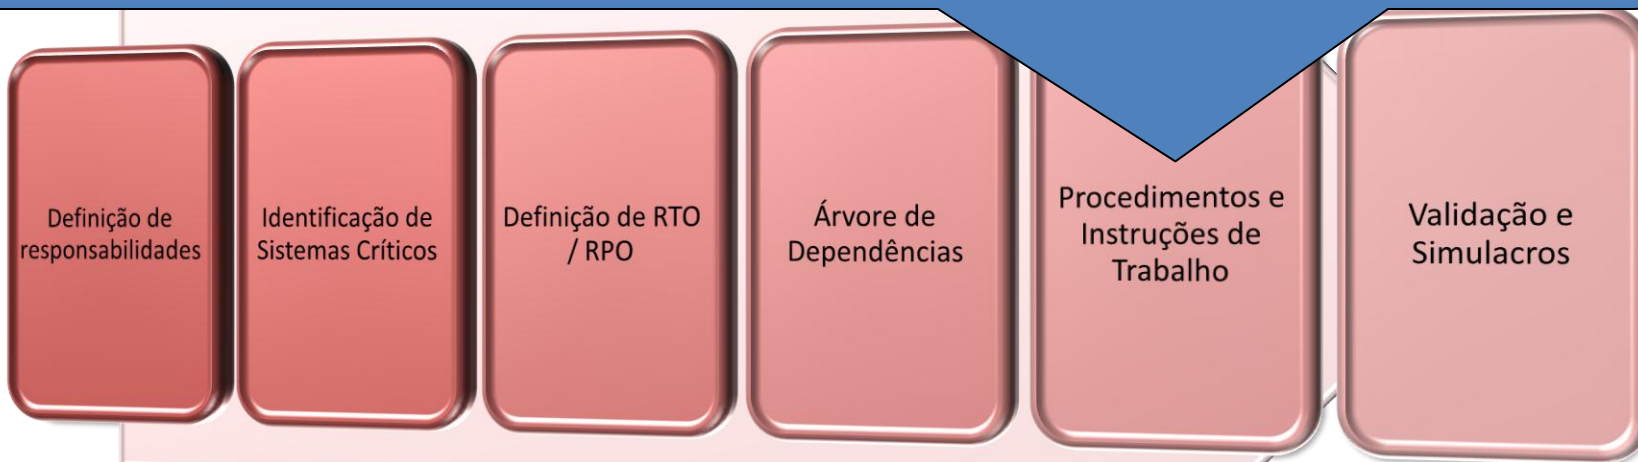 Definição de
responsabilidades
Identificação de
Sistemas Críticos
Definição de RTO
/ RPO
Árvore de
Dependências
Procedimentos e
Instruções de
Trabalho
Validação e
Simulacros